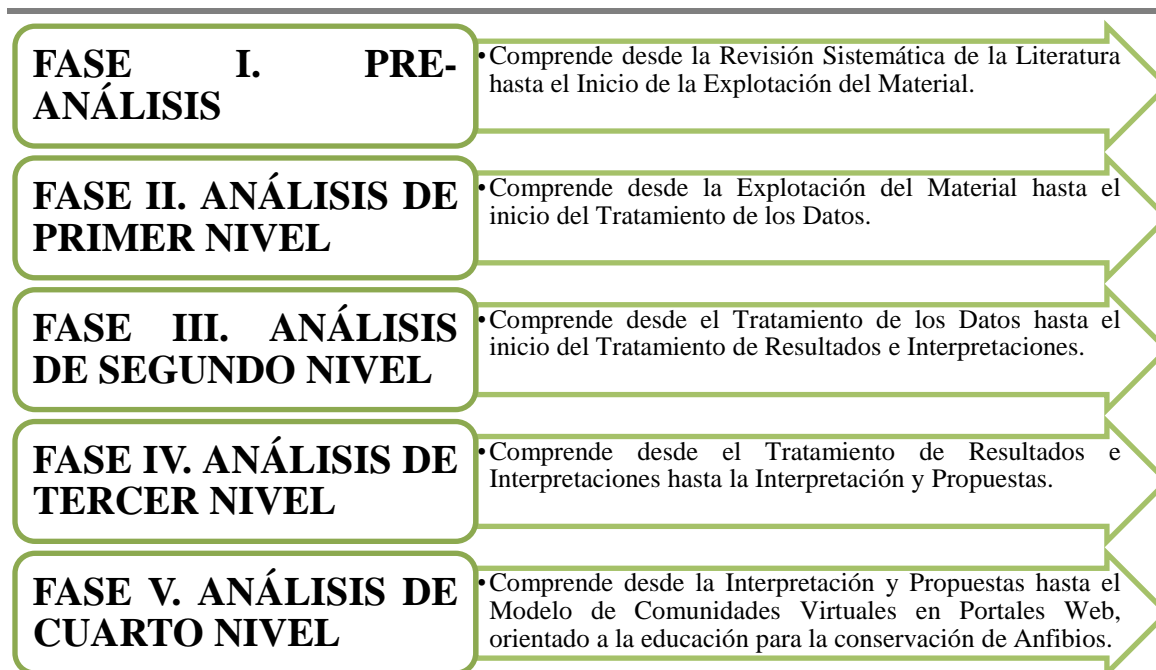 FASE I. PRE-
ANÁLISIS
•Comprende desde la Revisión Sistemática de la Literatura
hasta el Inicio de la Explotación del Material.
FASE II. ANÁLISIS DE
PRIMER NIVEL
•Comprende desde la Explotación del Material hasta el
inicio del Tratamiento de los Datos.
FASE III. ANÁLISIS
DE SEGUNDO NIVEL
•Comprende desde el Tratamiento de los Datos hasta el
inicio del Tratamiento de Resultados e Interpretaciones.
FASE IV. ANÁLISIS DE
TERCER NIVEL
•Comprende desde el Tratamiento de Resultados e
Interpretaciones hasta la Interpretación y Propuestas.
FASE V. ANÁLISIS DE
CUARTO NIVEL
•Comprende desde la Interpretación y Propuestas hasta el
Modelo de Comunidades Virtuales en Portales Web,
orientado a la educación para la conservación de Anfibios.